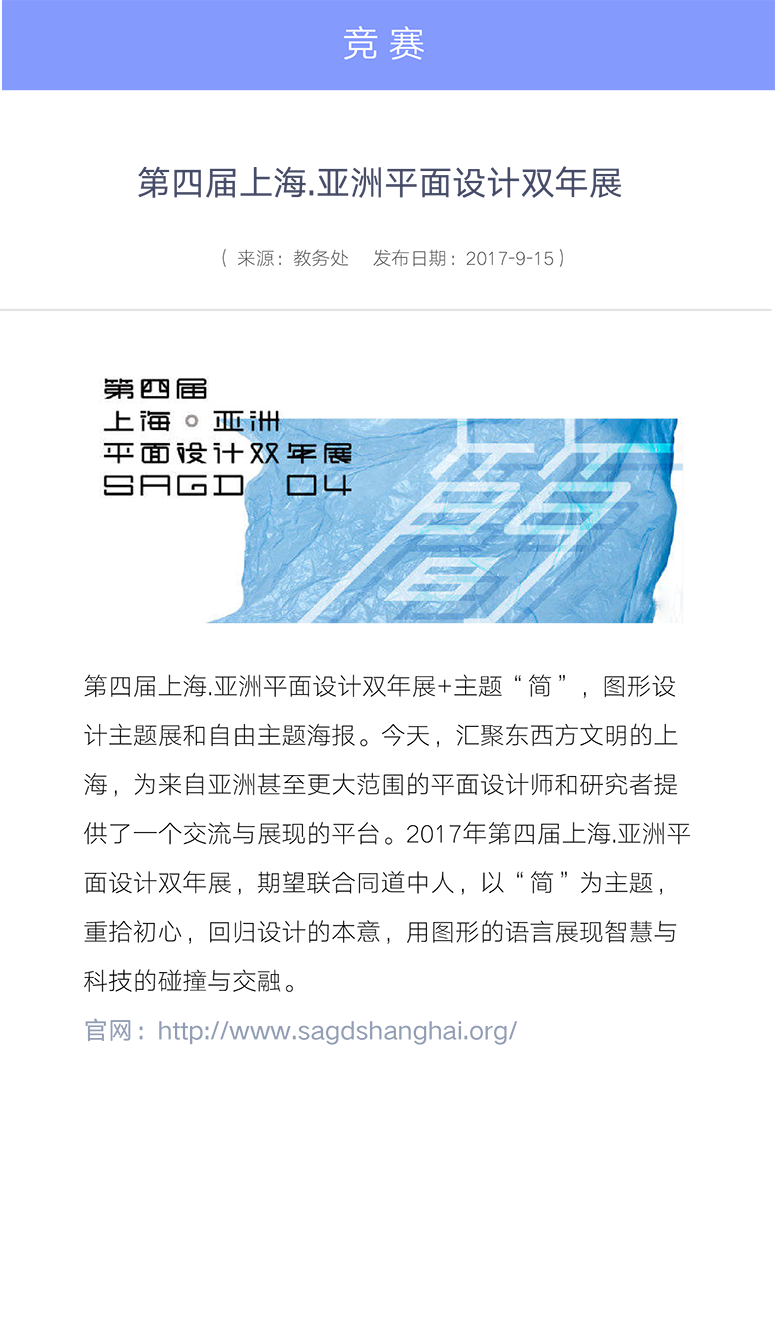 竞 赛
第四届上海.亚洲平面设计双年展
( 来源：教务处 发布日期：2017-9-15 )
第四届
上海。亚洲
平面设计双年展
SAGD 04
簡
第四届上海.亚洲平面设计双年展+主题“简”，图形设
计主题展和自由主题海报。今天，汇聚东西方文明的上
海，为来自亚洲甚至更大范围的平面设计师和研究者提
供了一个交流与展现的平台。2017年第四届上海.亚洲平
面设计双年展，期望联合同道中人，以“简”为主题，
重拾初心，回归设计的本意，用图形的语言展现智慧与
科技的碰撞与交融。
官网：http://www.sagdshanghai.org/